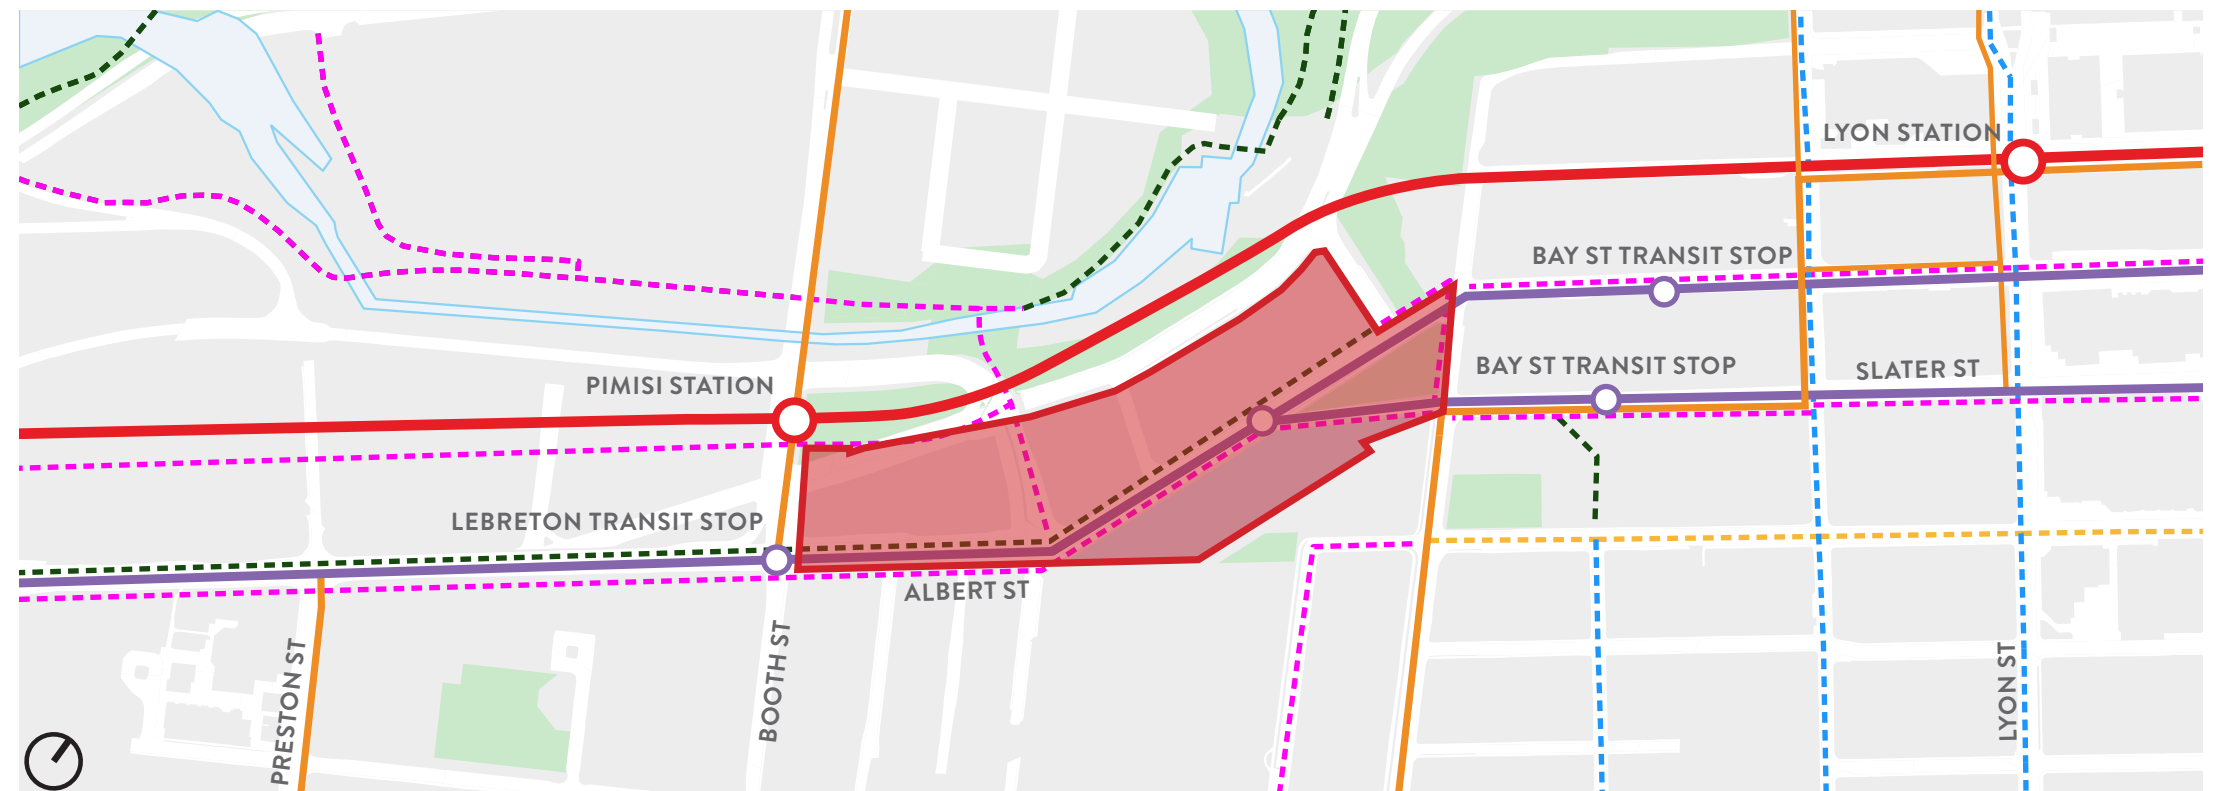 LYON STATION
BAY ST TRANSIT STOP
BAY ST TRANSIT STOP
SLATER ST
PIMISI STATION
LEBRETON TRANSIT STOP
ALBERT ST
PRESTON ST
BOOTH ST
LYON ST